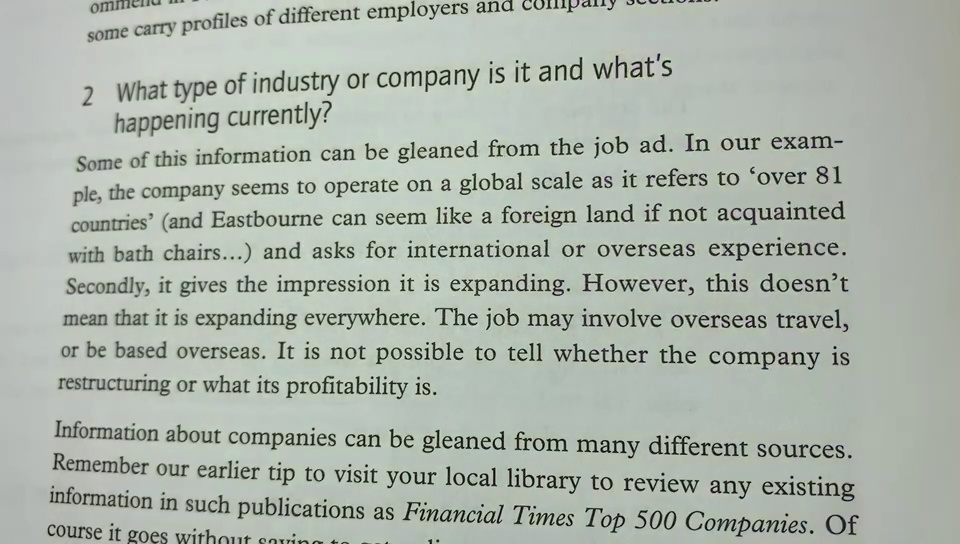 some carry profiles of different employers and company
2 What type of industry or company is it and what's
happening currently?
Some of this information can be gleaned from the job ad. In our exam-
ple, the company seems to operate on a global scale as it refers to ‘over 81
countries’ (and Eastbourne can seem like a foreign land if not acquainted
with bath chairs...) and asks for international or overseas experience.
Secondly, it gives the impression it is expanding. However, this doesn’t
mean that it is expanding everywhere. The job may involve overseas travel,
or be based overseas. It is not possible to tell whether the company is
restructuring or what its profitability is.
Information about companies can be gleaned from many different sources.
Remember our earlier tip to visit your local library to review any existing
information in such publications as Financial Times Top 500 Companies. Of
course it goes without